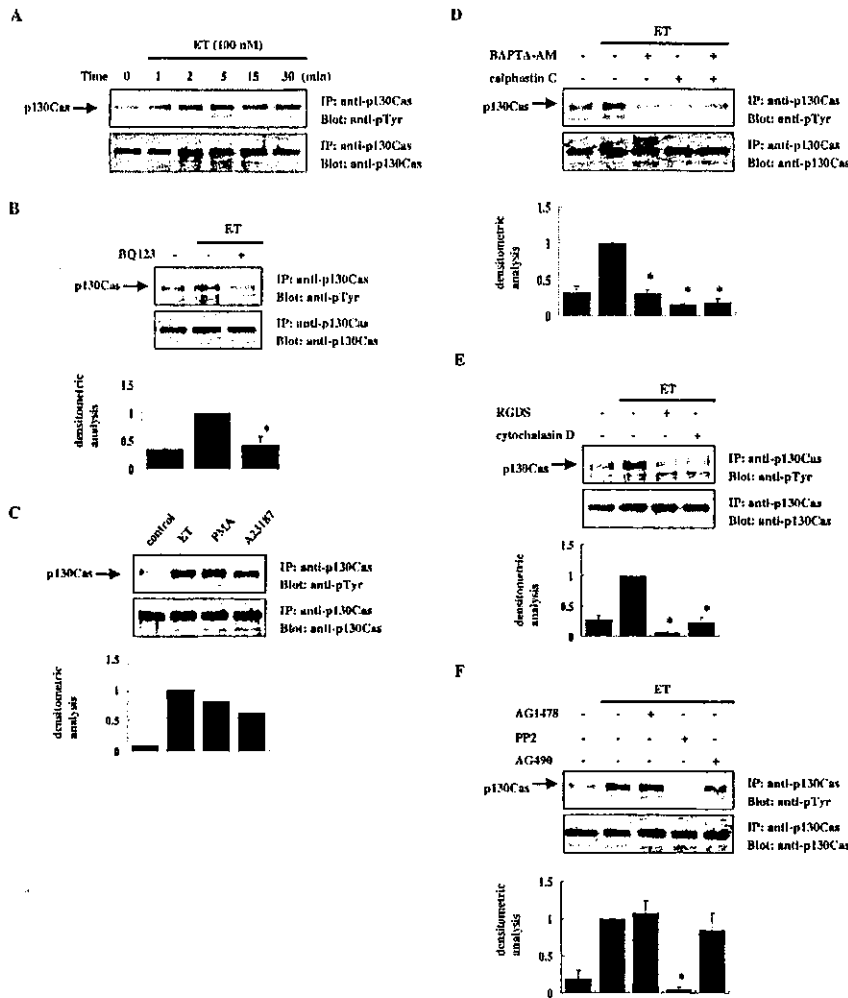 A
ET (100 nM)
Time 0 1 2 5 15 30 (min)
p130Cas
IP: anti-p130Cas
Blot: anti-pTyr
IP: anti-p130Cas
Blot: anti-p130Cas
B
ET
BQ123 - - +
p130Cas
IP: anti-p130Cas
Blot: anti-pTyr
IP: anti-p130Cas
Blot: anti-p130Cas
densitometric
analysis
1.5
1
0.5
0
*
C
control ET PMA A23187
p130Cas
IP: anti-p130Cas
Blot: anti-pTyr
IP: anti-p130Cas
Blot: anti-p130Cas
densitometric
analysis
1.5
1
0.5
0
D
ET
BAPTA-AM - - + - +
calphostin C - - - + +
p130Cas
IP: anti-p130Cas
Blot: anti-pTyr
IP: anti-p130Cas
Blot: anti-p130Cas
densitometric
analysis
1.5
1
0.5
0
* * *
E
ET
RGDS - - + -
cytochalasin D - - - +
p130Cas
IP: anti-p130Cas
Blot: anti-pTyr
IP: anti-p130Cas
Blot: anti-p130Cas
densitometric
analysis
1.5
1
0.5
0
* *
F
ET
AG1478 - - + - -
PP2 - - - + -
AG490 - - - - +
p130Cas
IP: anti-p130Cas
Blot: anti-pTyr
IP: anti-p130Cas
Blot: anti-p130Cas
densitometric
analysis
1.5
1
0.5
0
*